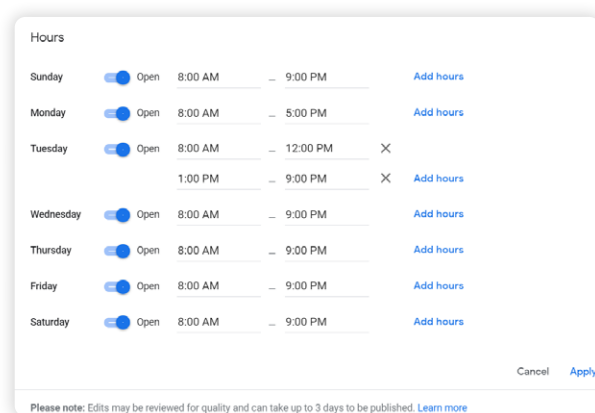 Hours
Sunday Open 8:00 AM – 9:00 PM Add hours
Monday Open 8:00 AM – 5:00 PM Add hours
Tuesday Open 8:00 AM – 12:00 PM
1:00 PM – 9:00 PM Add hours
Wednesday Open 8:00 AM – 9:00 PM Add hours
Thursday Open 8:00 AM – 9:00 PM Add hours
Friday Open 8:00 AM – 9:00 PM Add hours
Saturday Open 8:00 AM – 9:00 PM Add hours
Cancel Apply
Please note: Edits may be reviewed for quality and can take up to 3 days to be published. Learn more